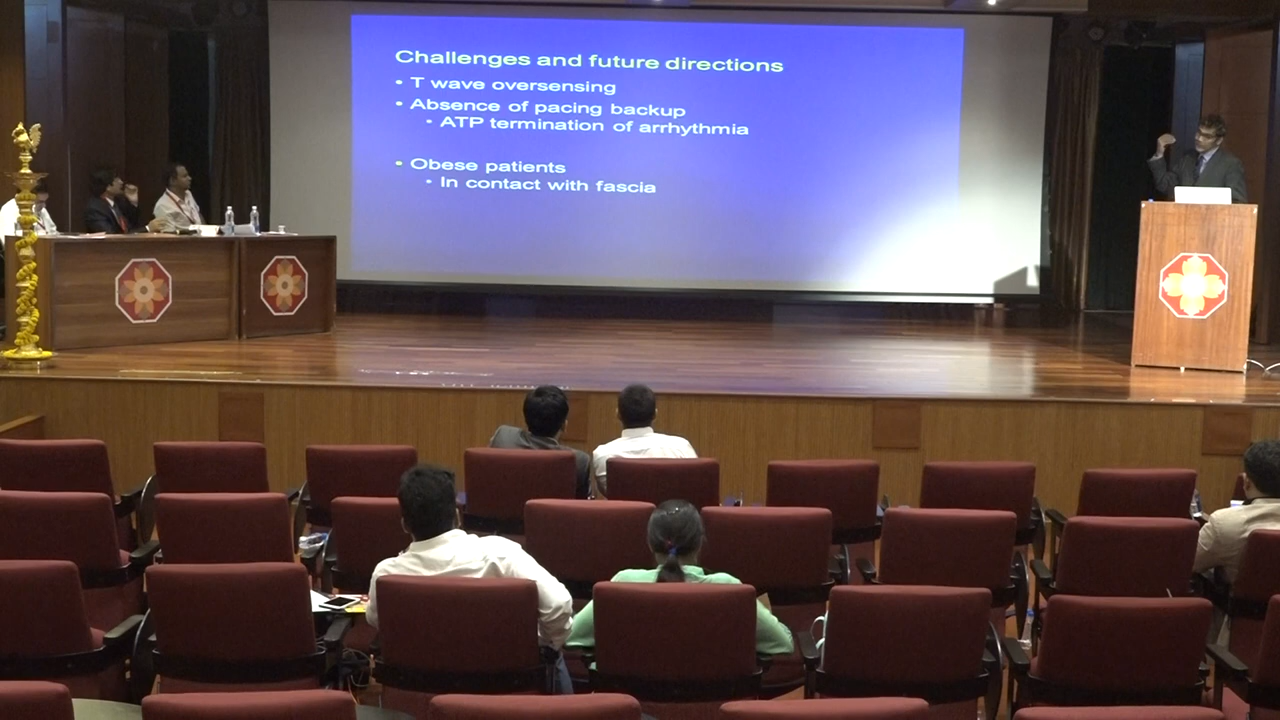 Challenges and future directions
• T wave oversensing
• Absence of pacing backup
• ATP termination of arrhythmia
• Obese patients
• In contact with fascia